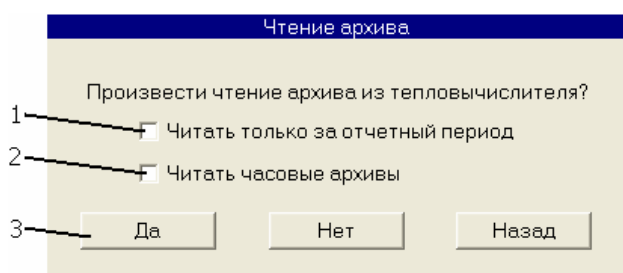 Чтение архива
Произвести чтение архива из тепловычислителя?
1
Читать только за отчетный период
2
Читать часовые архивы
3 Да Нет Назад